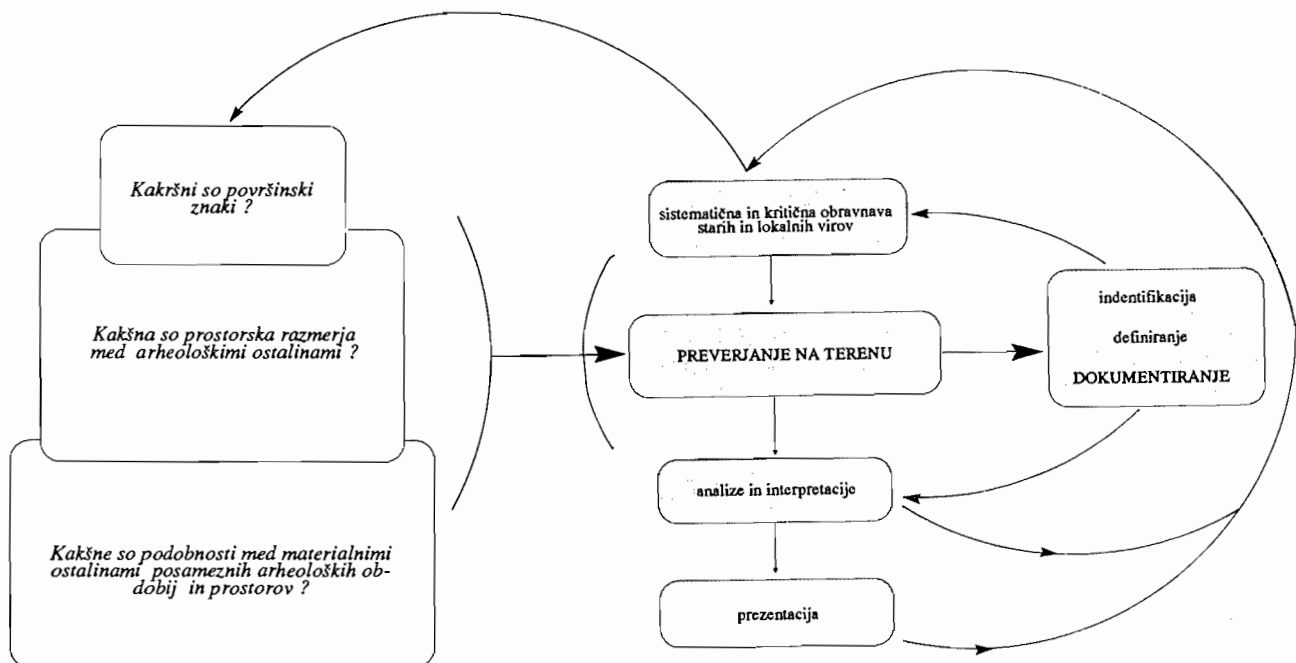 Kakršni so površinski
znaki ?
Kakšna so prostorska razmerja
med arheološkimi ostalinami ?
Kakšne so podobnosti med materialnimi
ostalinami posameznih arheoloških ob-
dobij in prostorov ?
sistematična in kritična obravnava
starih in lokalnih virov
PREVERJANJE NA TERENU
analize in interpretacije
prezentacija
indentifikacija
definiranje
DOKUMENTIRANJE